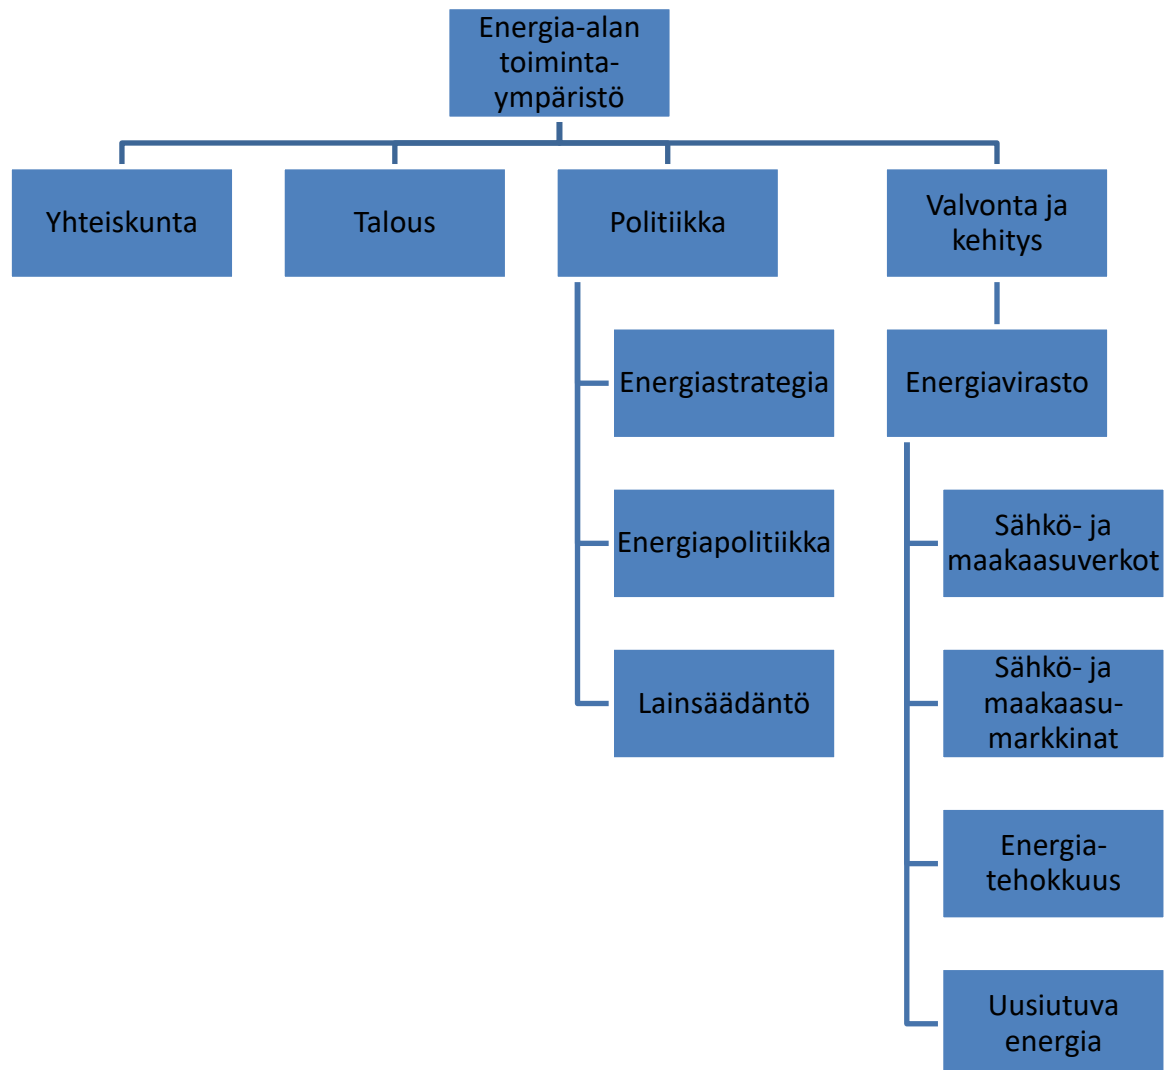 Energia-alan
toiminta-
ympäristö
Yhteiskunta
Talous
Politiikka
Valvonta ja
kehitys
Energiastrategia
Energiapolitiikka
Lainsäädäntö
Energiavirasto
Sähkö- ja
maakaasuverkot
Sähkö- ja
maakaasu-
markkinat
Energia-
tehokkuus
Uusiutuva
energia